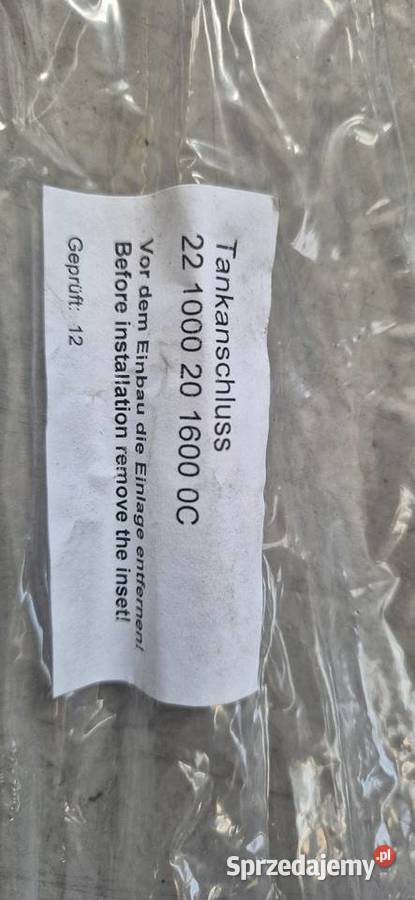 Tankanschluss
22 1000 20 1600 0C
Vor dem Einbau die Einlage entfernen!
Before installation remove the inset!
Geprüft: 12
Sprzedajemy.pl